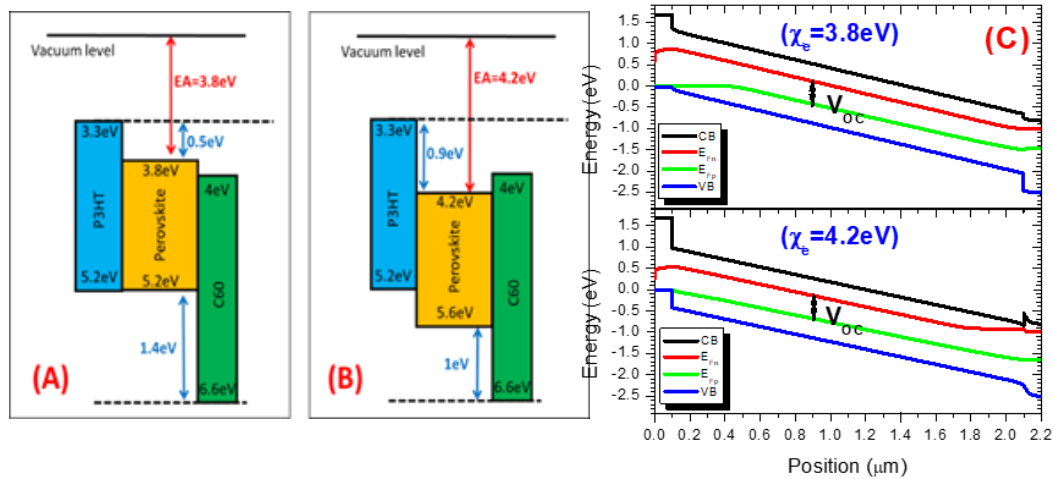 Vacuum level
EA=3.8eV
3.3eV
0.5eV
3.8eV
4eV
P3HT
Perovskite
C60
5.2eV
5.2eV
1.4eV
6.6eV
(A)
Vacuum level
EA=4.2eV
3.3eV
0.9eV
4.2eV
4eV
P3HT
Perovskite
C60
5.2eV
5.6eV
1eV
6.6eV
(B)
(χe=3.8eV)
(C)
Energy (eV)
1.5
1.0
0.5
0.0
-0.5
-1.0
-1.5
-2.0
-2.5
Voc
CB
EFn
EFp
VB
(χe=4.2eV)
Energy (eV)
1.5
1.0
0.5
0.0
-0.5
-1.0
-1.5
-2.0
-2.5
Voc
CB
EFn
EFp
VB
0.0 0.2 0.4 0.6 0.8 1.0 1.2 1.4 1.6 1.8 2.0 2.2
Position (μm)